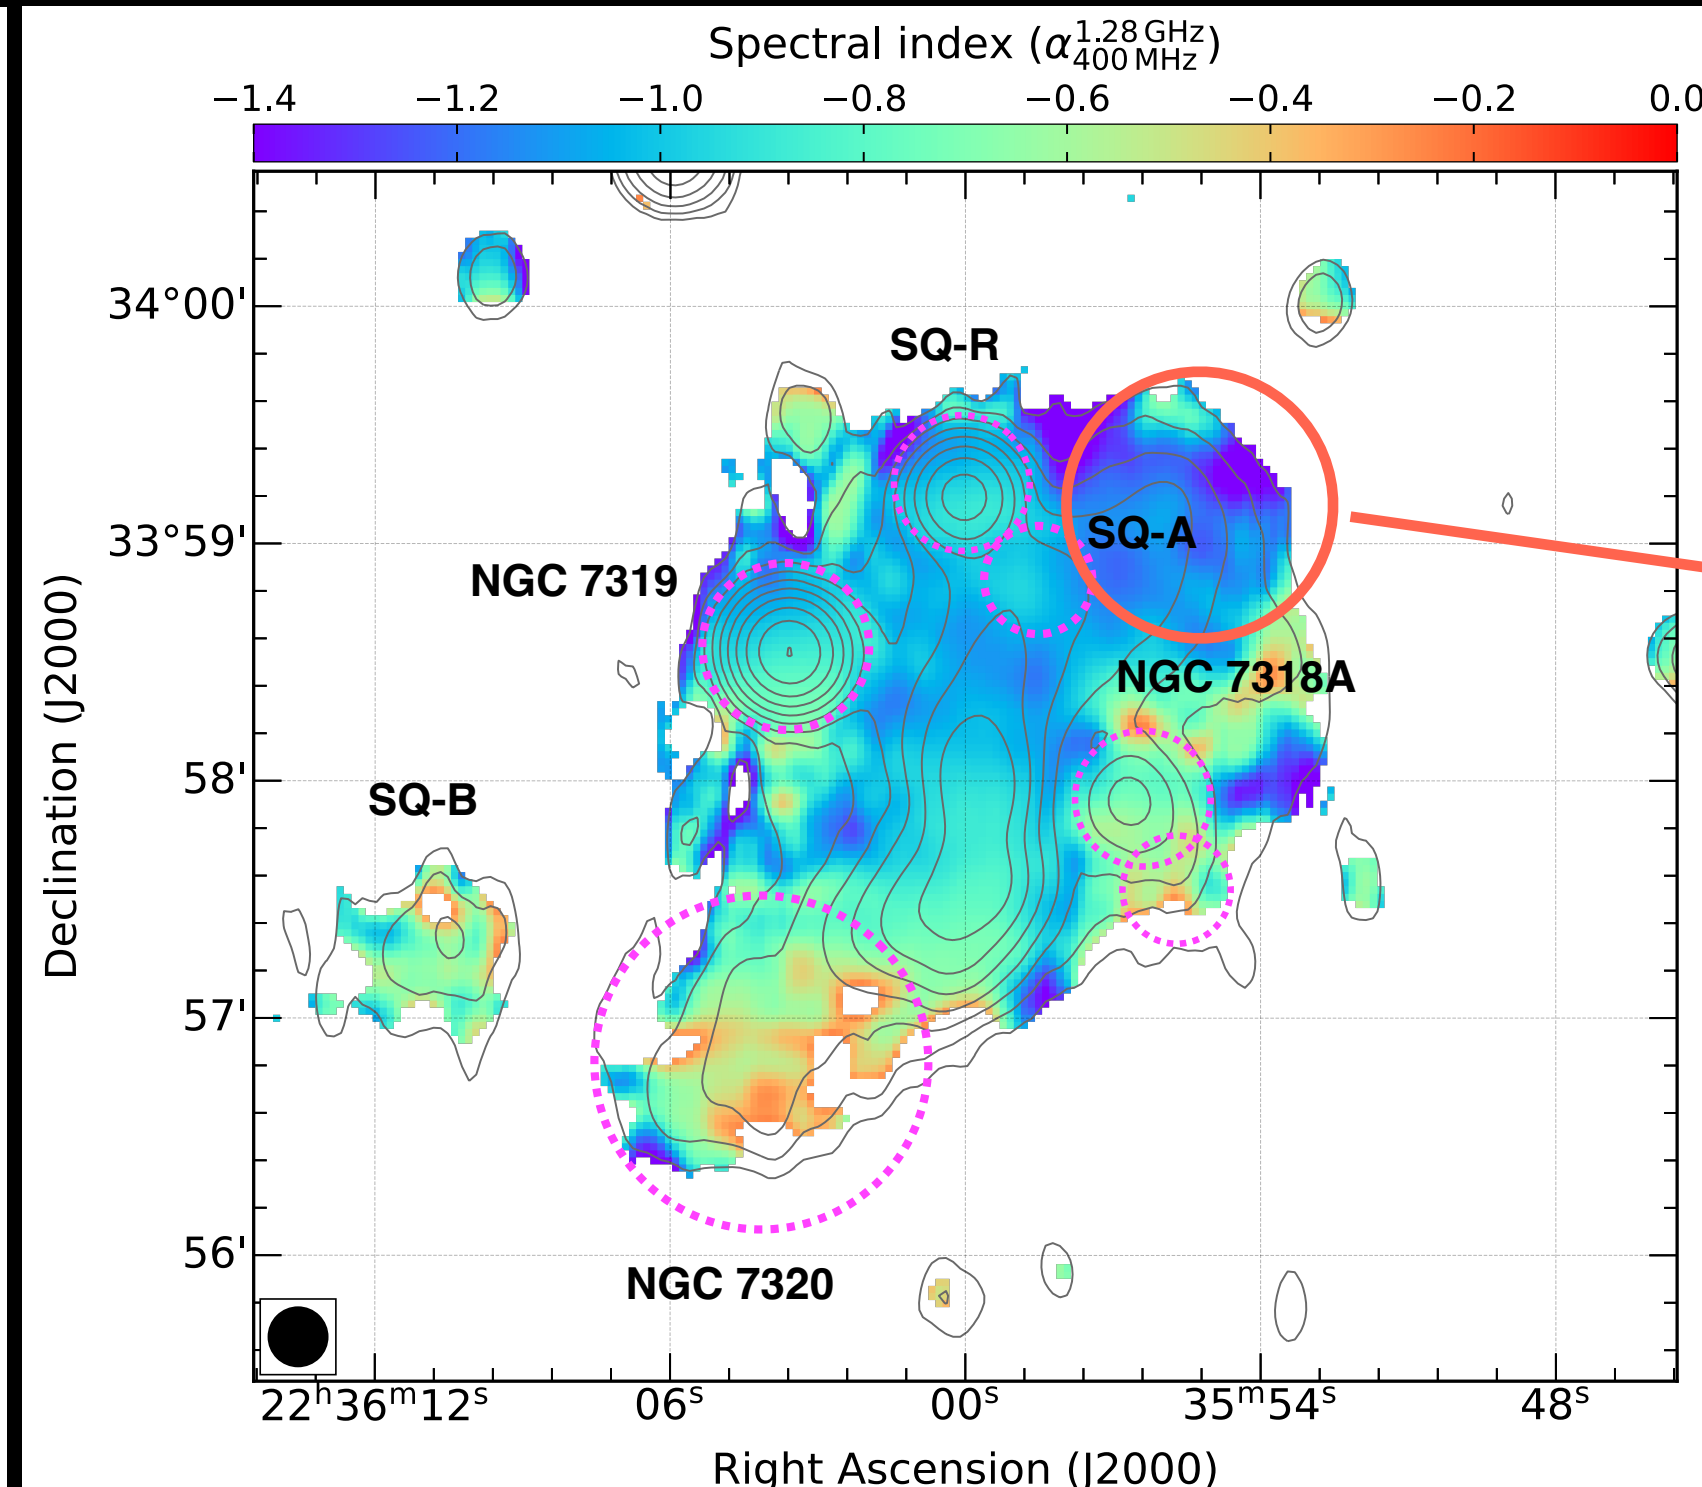 Spectral index (α 1.28 GHz 400 MHz)
−1.4 −1.2 −1.0 −0.8 −0.6 −0.4 −0.2 0.0
34°00'
SQ-R
33°59'
SQ-A
NGC 7319
NGC 7318A
58'
SQ-B
57'
56'
NGC 7320
Declination (J2000)
22h36m12s 06s 00s 35m54s 48s
Right Ascension (J2000)